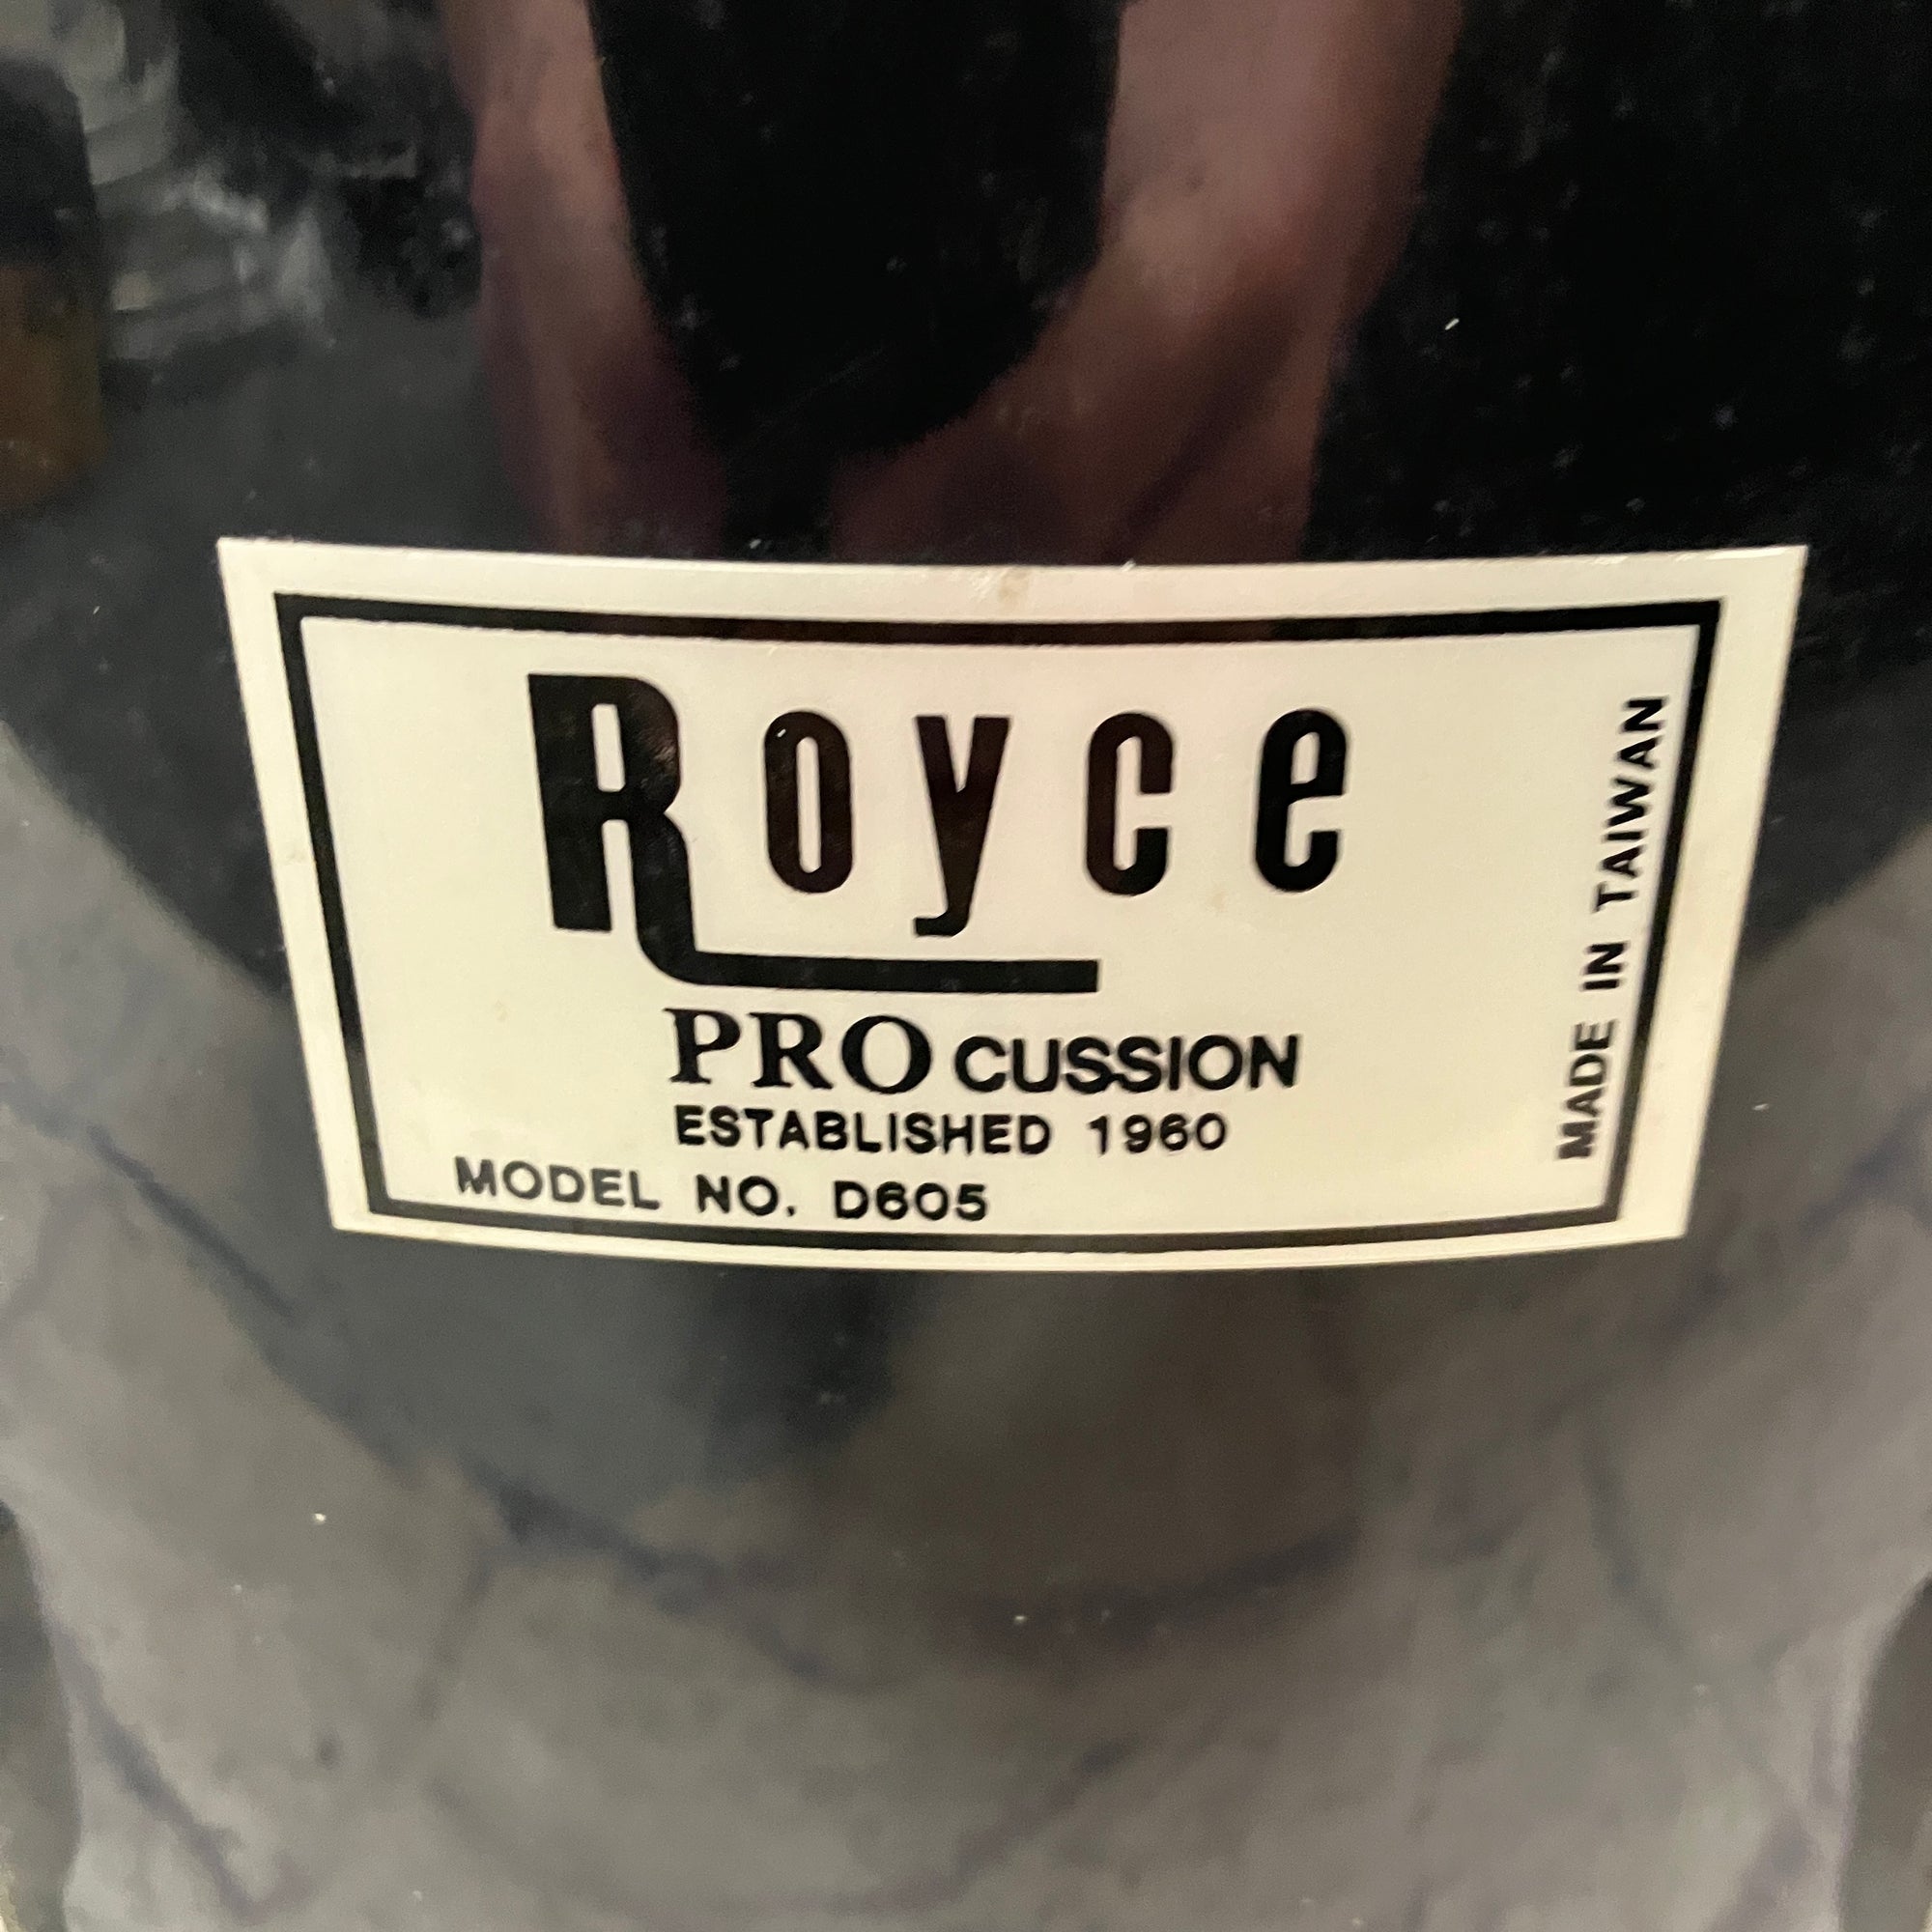 Royce
PRO CUSSION
ESTABLISHED 1960
MODEL NO. D605
MADE IN TAIWAN